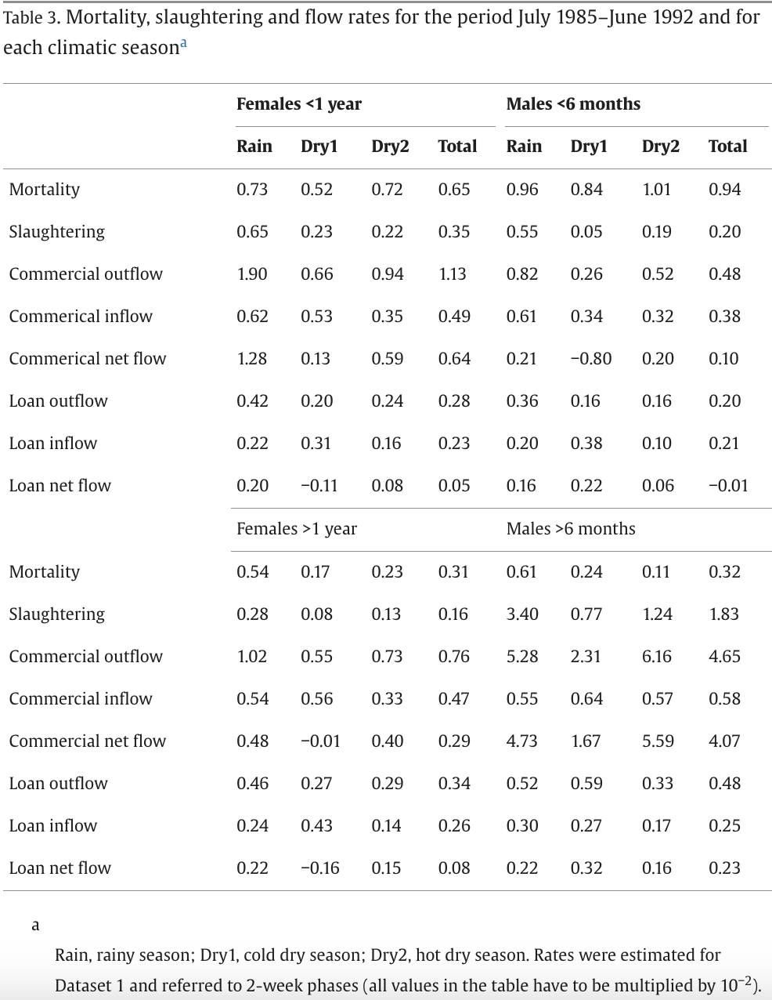 Table 3. Mortality, slaughtering and flow rates for the period July 1985–June 1992 and for
each climatic seasonᵃ
Females <1 year Males <6 months
Rain Dry1 Dry2 Total Rain Dry1 Dry2 Total
Mortality 0.73 0.52 0.72 0.65 0.96 0.84 1.01 0.94
Slaughtering 0.65 0.23 0.22 0.35 0.55 0.05 0.19 0.20
Commercial outflow 1.90 0.66 0.94 1.13 0.82 0.26 0.52 0.48
Commerical inflow 0.62 0.53 0.35 0.49 0.61 0.34 0.32 0.38
Commerical net flow 1.28 0.13 0.59 0.64 0.21 −0.80 0.20 0.10
Loan outflow 0.42 0.20 0.24 0.28 0.36 0.16 0.16 0.20
Loan inflow 0.22 0.31 0.16 0.23 0.20 0.38 0.10 0.21
Loan net flow 0.20 −0.11 0.08 0.05 0.16 0.22 0.06 −0.01
Females >1 year Males >6 months
Mortality 0.54 0.17 0.23 0.31 0.61 0.24 0.11 0.32
Slaughtering 0.28 0.08 0.13 0.16 3.40 0.77 1.24 1.83
Commercial outflow 1.02 0.55 0.73 0.76 5.28 2.31 6.16 4.65
Commercial inflow 0.54 0.56 0.33 0.47 0.55 0.64 0.57 0.58
Commercial net flow 0.48 −0.01 0.40 0.29 4.73 1.67 5.59 4.07
Loan outflow 0.46 0.27 0.29 0.34 0.52 0.59 0.33 0.48
Loan inflow 0.24 0.43 0.14 0.26 0.30 0.27 0.17 0.25
Loan net flow 0.22 −0.16 0.15 0.08 0.22 0.32 0.16 0.23
a
Rain, rainy season; Dry1, cold dry season; Dry2, hot dry season. Rates were estimated for
Dataset 1 and referred to 2-week phases (all values in the table have to be multiplied by 10⁻²).